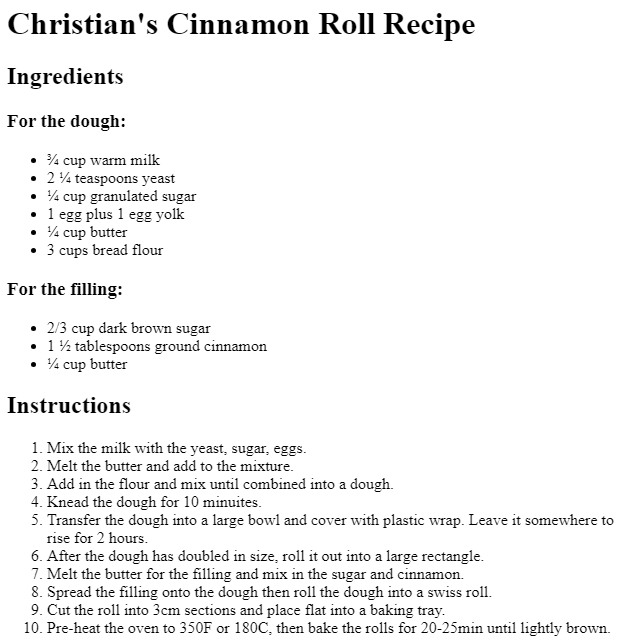 Christian's Cinnamon Roll Recipe
Ingredients
For the dough:
• ¾ cup warm milk
• 2 ¼ teaspoons yeast
• ¼ cup granulated sugar
• 1 egg plus 1 egg yolk
• ¼ cup butter
• 3 cups bread flour
For the filling:
• 2/3 cup dark brown sugar
• 1 ½ tablespoons ground cinnamon
• ¼ cup butter
Instructions
1. Mix the milk with the yeast, sugar, eggs.
2. Melt the butter and add to the mixture.
3. Add in the flour and mix until combined into a dough.
4. Knead the dough for 10 minuites.
5. Transfer the dough into a large bowl and cover with plastic wrap. Leave it somewhere to
rise for 2 hours.
6. After the dough has doubled in size, roll it out into a large rectangle.
7. Melt the butter for the filling and mix in the sugar and cinnamon.
8. Spread the filling onto the dough then roll the dough into a swiss roll.
9. Cut the roll into 3cm sections and place flat into a baking tray.
10. Pre-heat the oven to 350F or 180C, then bake the rolls for 20-25min until lightly brown.